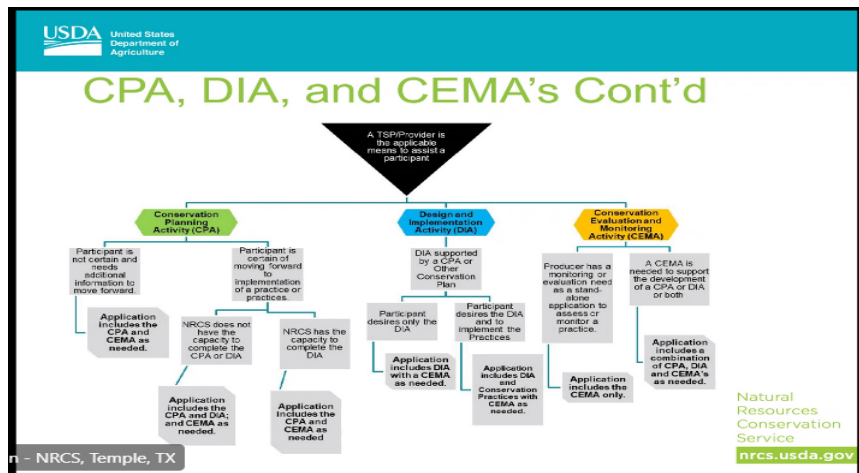 USDA
United States
Department of
Agriculture
CPA, DIA, and CEMA's Cont'd
A TSP/Provider is
the applicable
means to assist a
participant
Conservation
Planning
Activity (CPA)
Design and
Implementation
Activity (DIA)
Conservation
Evaluation and
Monitoring
Activity (CEMA)
Participant is
not certain and
needs
additional
information to
move forward.
Participant is
certain of
moving forward
to
implementation
of a practice or
practices.
DIA supported
by a CPA or
Other
Conservation
Plan
Producer has a
monitoring or
evaluation need
as a stand-
alone
application to
assess or
monitor a
practice.
A CEMA is
needed to support
the development
of a CPA or DIA
or both
Application
includes the
CPA and
CEMA as
needed.
NRCS does not
have the
capacity to
complete the
CPA or DIA
NRCS has the
capacity to
complete the
DIA
Participant
desires only the
DIA
Participant
desires the DIA
and to
implement the
Practices
Application
includes the
CPA and DIA;
and CEMA as
needed.
Application
Includes the
CPA and
CEMA as
needed
Application
includes DIA
with a CEMA
as needed.
Application
includes DIA
and
Conservation
Practices with
CEMA as
needed.
Application
includes the
CEMA only.
Application
includes a
combination
of CPA, DIA
and CEMA's
as needed.
Natural
Resources
Conservation
Service
nrcs.usda.gov
n - NRCS, Temple, TX